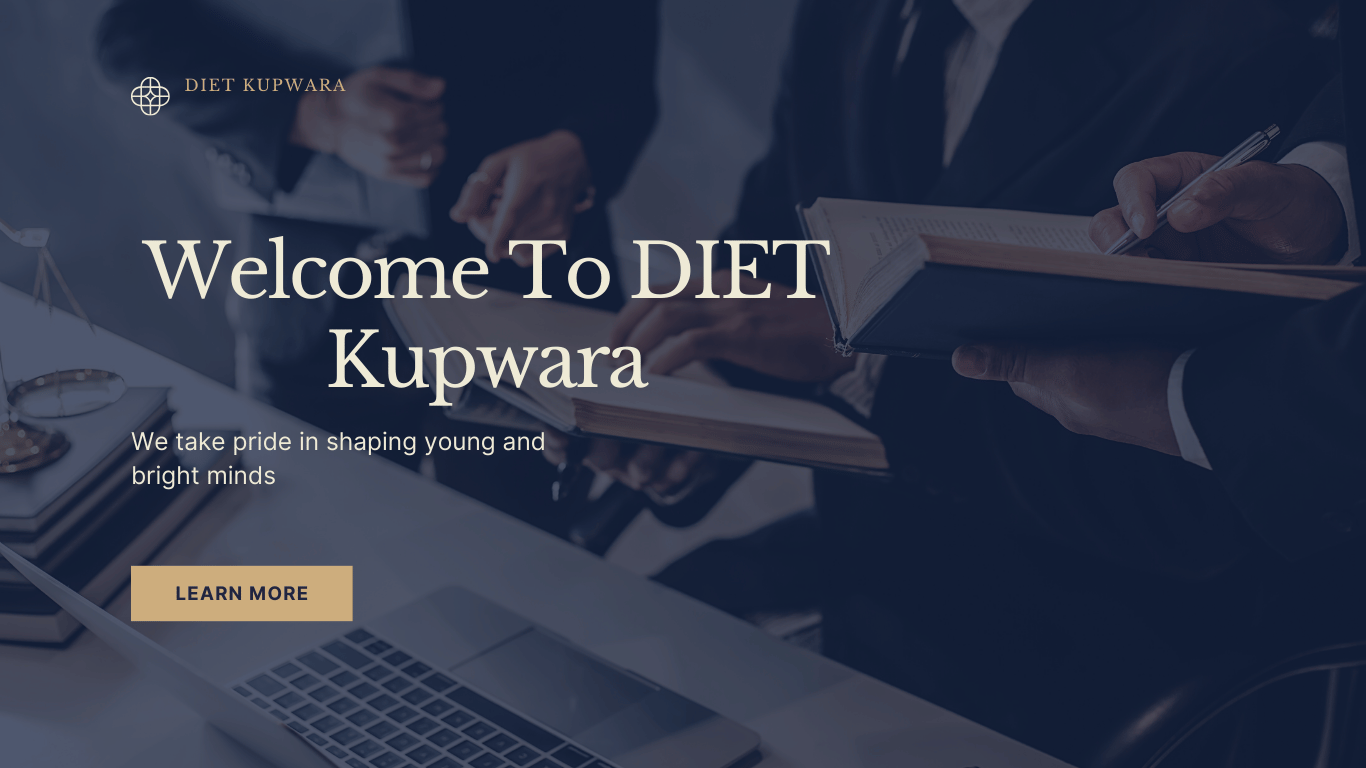 DIET KUPWARA
Welcome To DIET
Kupwara
We take pride in shaping young and
bright minds
LEARN MORE